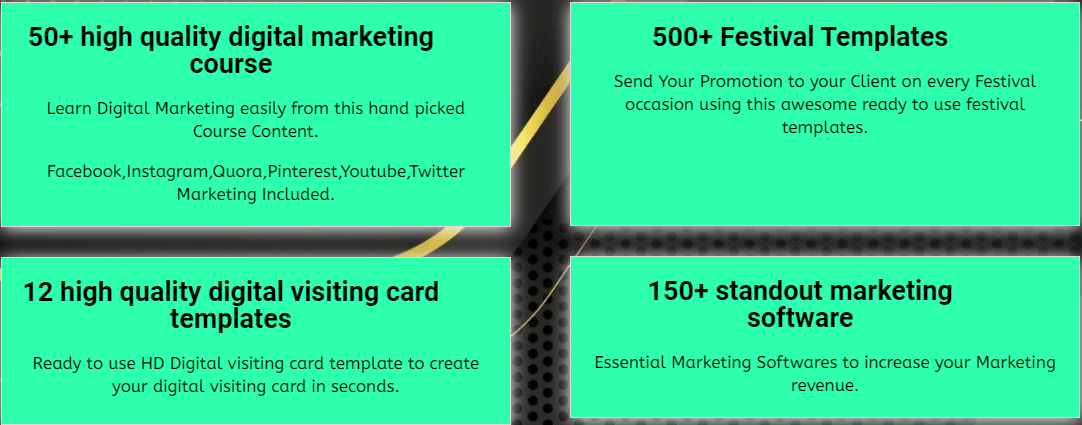 50+ high quality digital marketing
course
Learn Digital Marketing easily from this hand picked
Course Content.
Facebook,Instagram,Quora,Pinterest,Youtube,Twitter
Marketing Included.
500+ Festival Templates
Send Your Promotion to your Client on every Festival
occasion using this awesome ready to use festival
templates.
12 high quality digital visiting card
templates
Ready to use HD Digital visiting card template to create
your digital visiting card in seconds.
150+ standout marketing
software
Essential Marketing Softwares to increase your Marketing
revenue.